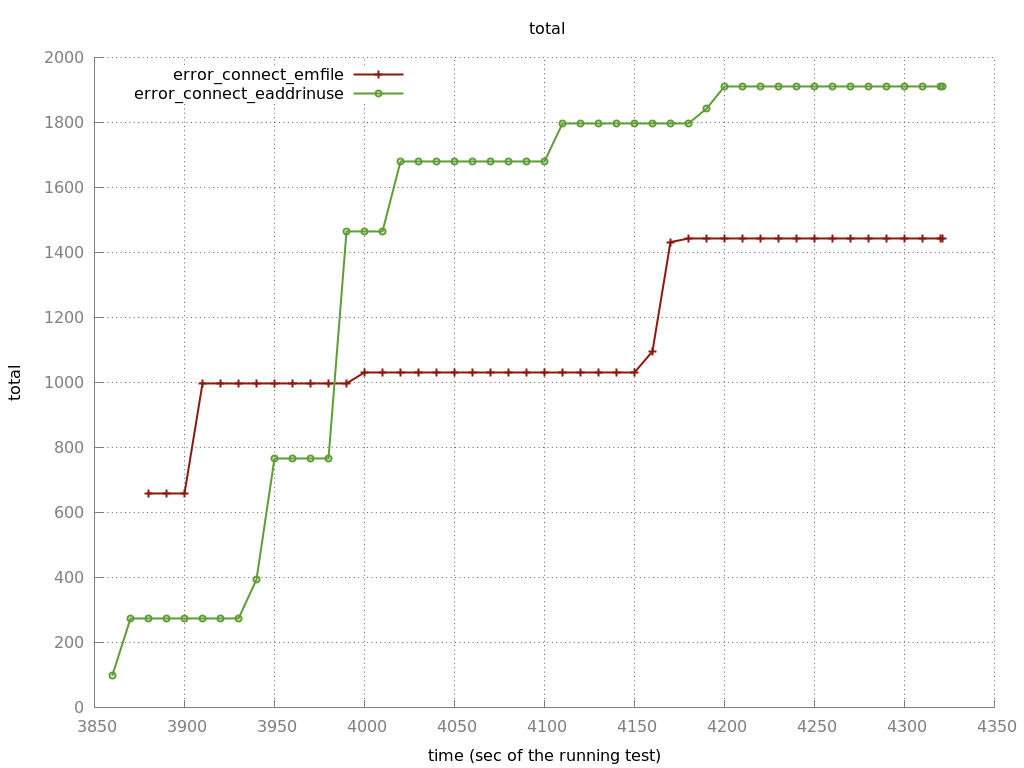 total
error_connect_emfile
error_connect_eaddrinuse
2000
1800
1600
1400
1200
1000
800
600
400
200
0
total
3850 3900 3950 4000 4050 4100 4150 4200 4250 4300 4350
time (sec of the running test)